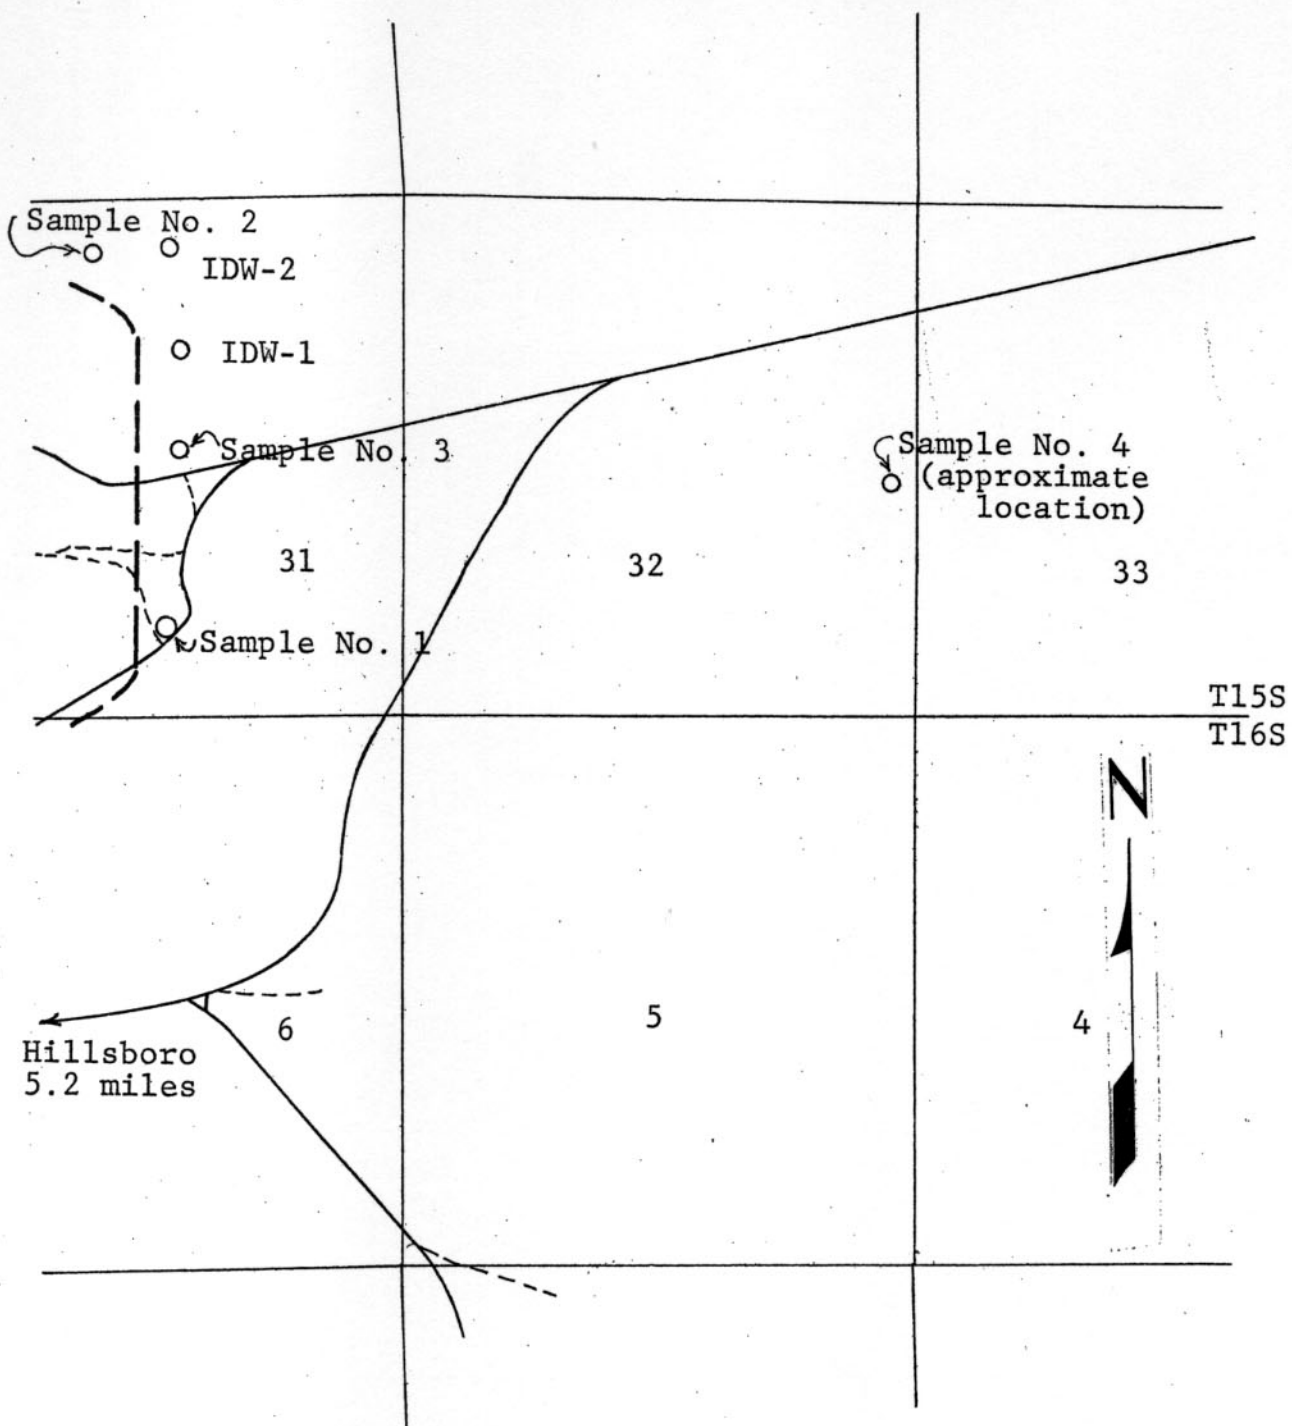 Sample No. 2
IDW-2
IDW-1
Sample No. 3
Sample No. 4
(approximate
location)
31
32
33
Sample No. 1
T15S
T16S
N
6
5
4
Hillsboro
5.2 miles